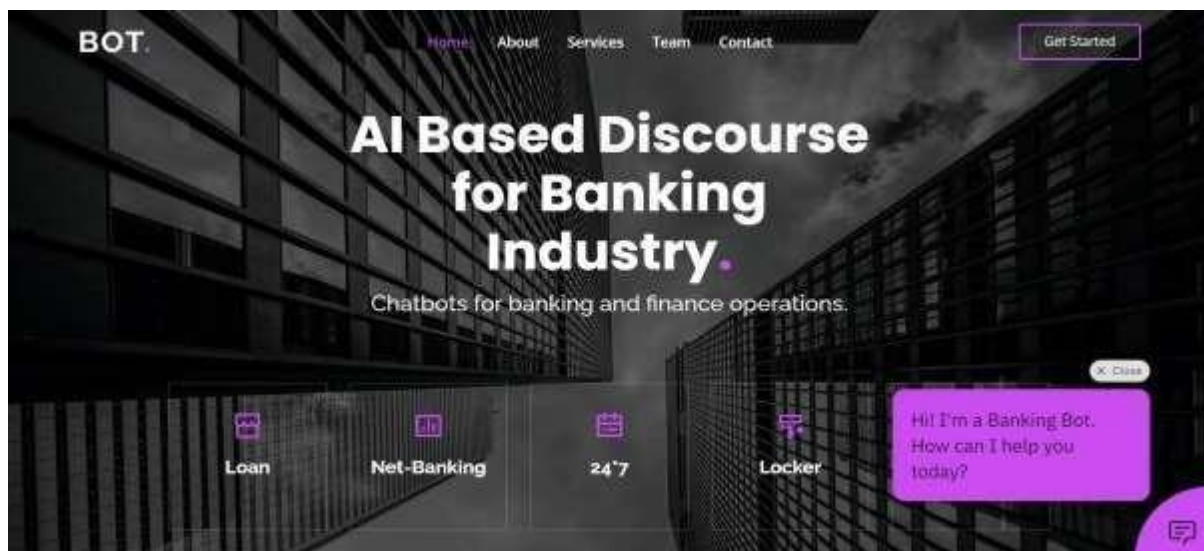 BOT.
Home
About
Services
Team
Contact
Get Started
AI Based Discourse
for Banking
Industry.
Chatbots for banking and finance operations.
Loan
Net-Banking
24*7
Locker
X Close
Hi! I'm a Banking Bot.
How can I help you
today?